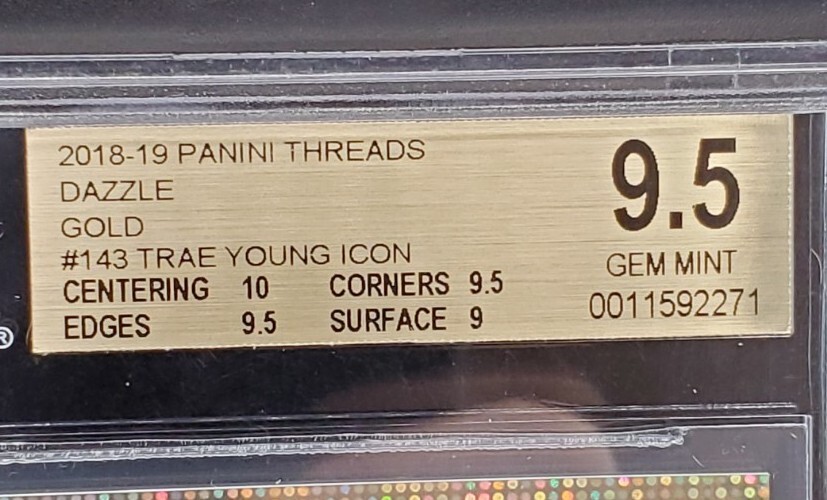 2018-19 PANINI THREADS
DAZZLE
GOLD
#143 TRAE YOUNG ICON
CENTERING 10 CORNERS 9.5
EDGES 9.5 SURFACE 9
9.5
GEM MINT
0011592271
®